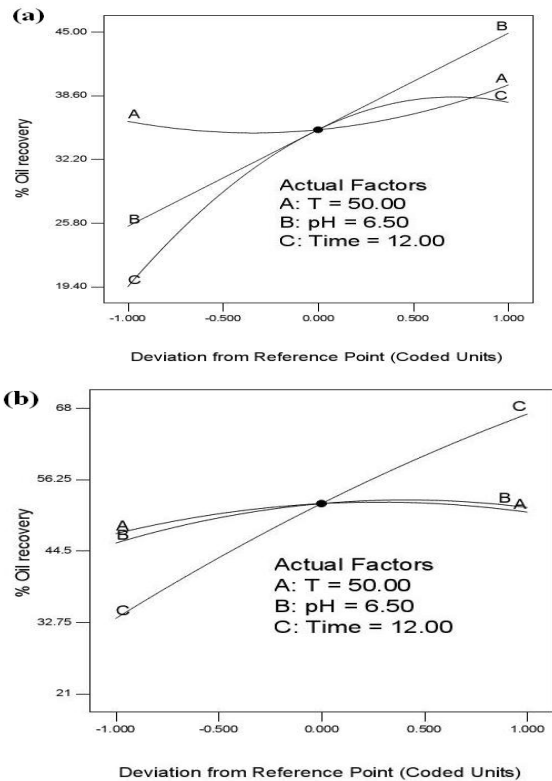 (a)
% Oil recovery
45.00
38.60
32.20
25.80
19.40
A
B
C
B
A
C
Actual Factors
A: T = 50.00
B: pH = 6.50
C: Time = 12.00
-1.000
-0.500
0.000
0.500
1.000
Deviation from Reference Point (Coded Units)
(b)
% Oil recovery
68
56.25
44.5
32.75
21
A
B
C
C
B
A
Actual Factors
A: T = 50.00
B: pH = 6.50
C: Time = 12.00
-1.000
-0.500
0.000
0.500
1.000
Deviation from Reference Point (Coded Units)